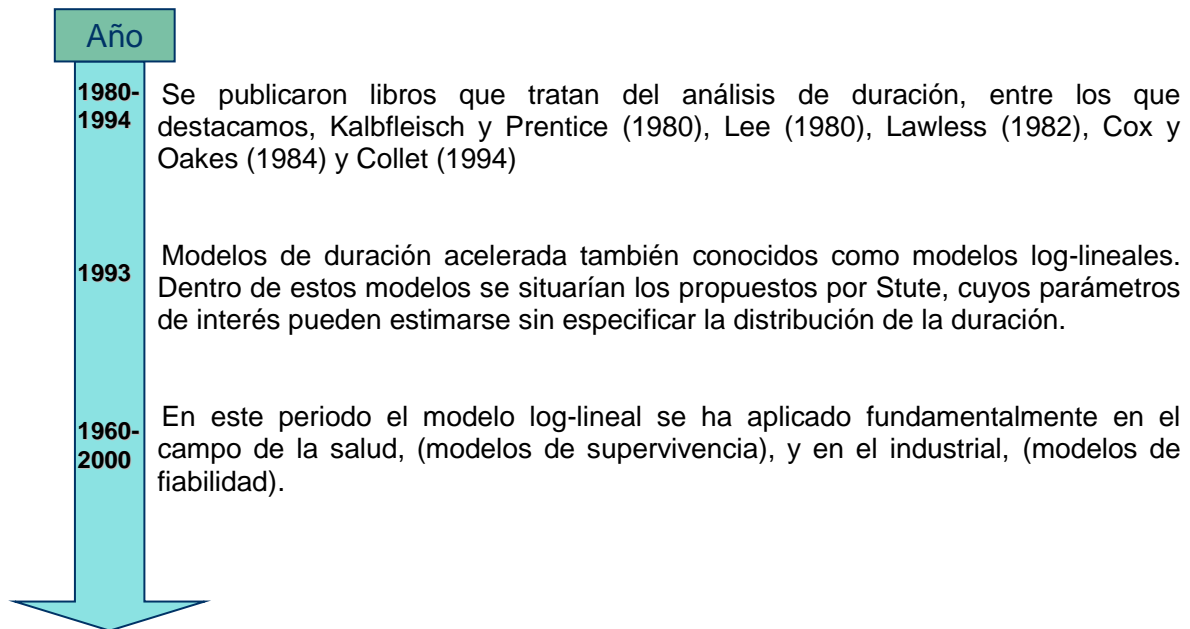 Año
1980-
1994
Se publicaron libros que tratan del análisis de duración, entre los que
destacamos, Kalbfleisch y Prentice (1980), Lee (1980), Lawless (1982), Cox y
Oakes (1984) y Collet (1994)
1993
Modelos de duración acelerada también conocidos como modelos log-lineales.
Dentro de estos modelos se situarían los propuestos por Stute, cuyos parámetros
de interés pueden estimarse sin especificar la distribución de la duración.
1960-
2000
En este periodo el modelo log-lineal se ha aplicado fundamentalmente en el
campo de la salud, (modelos de supervivencia), y en el industrial, (modelos de
fiabilidad).